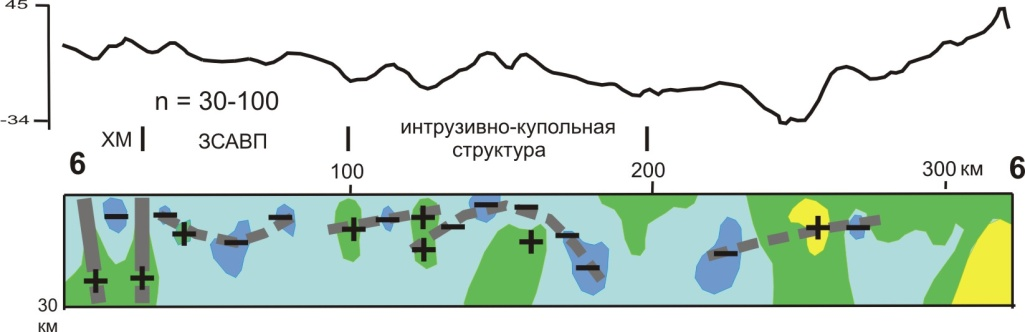 45
-34
n = 30-100
ХМ
ЗСАВП
интрузивно-купольная
структура
6
100
200
300 км
6
30
км